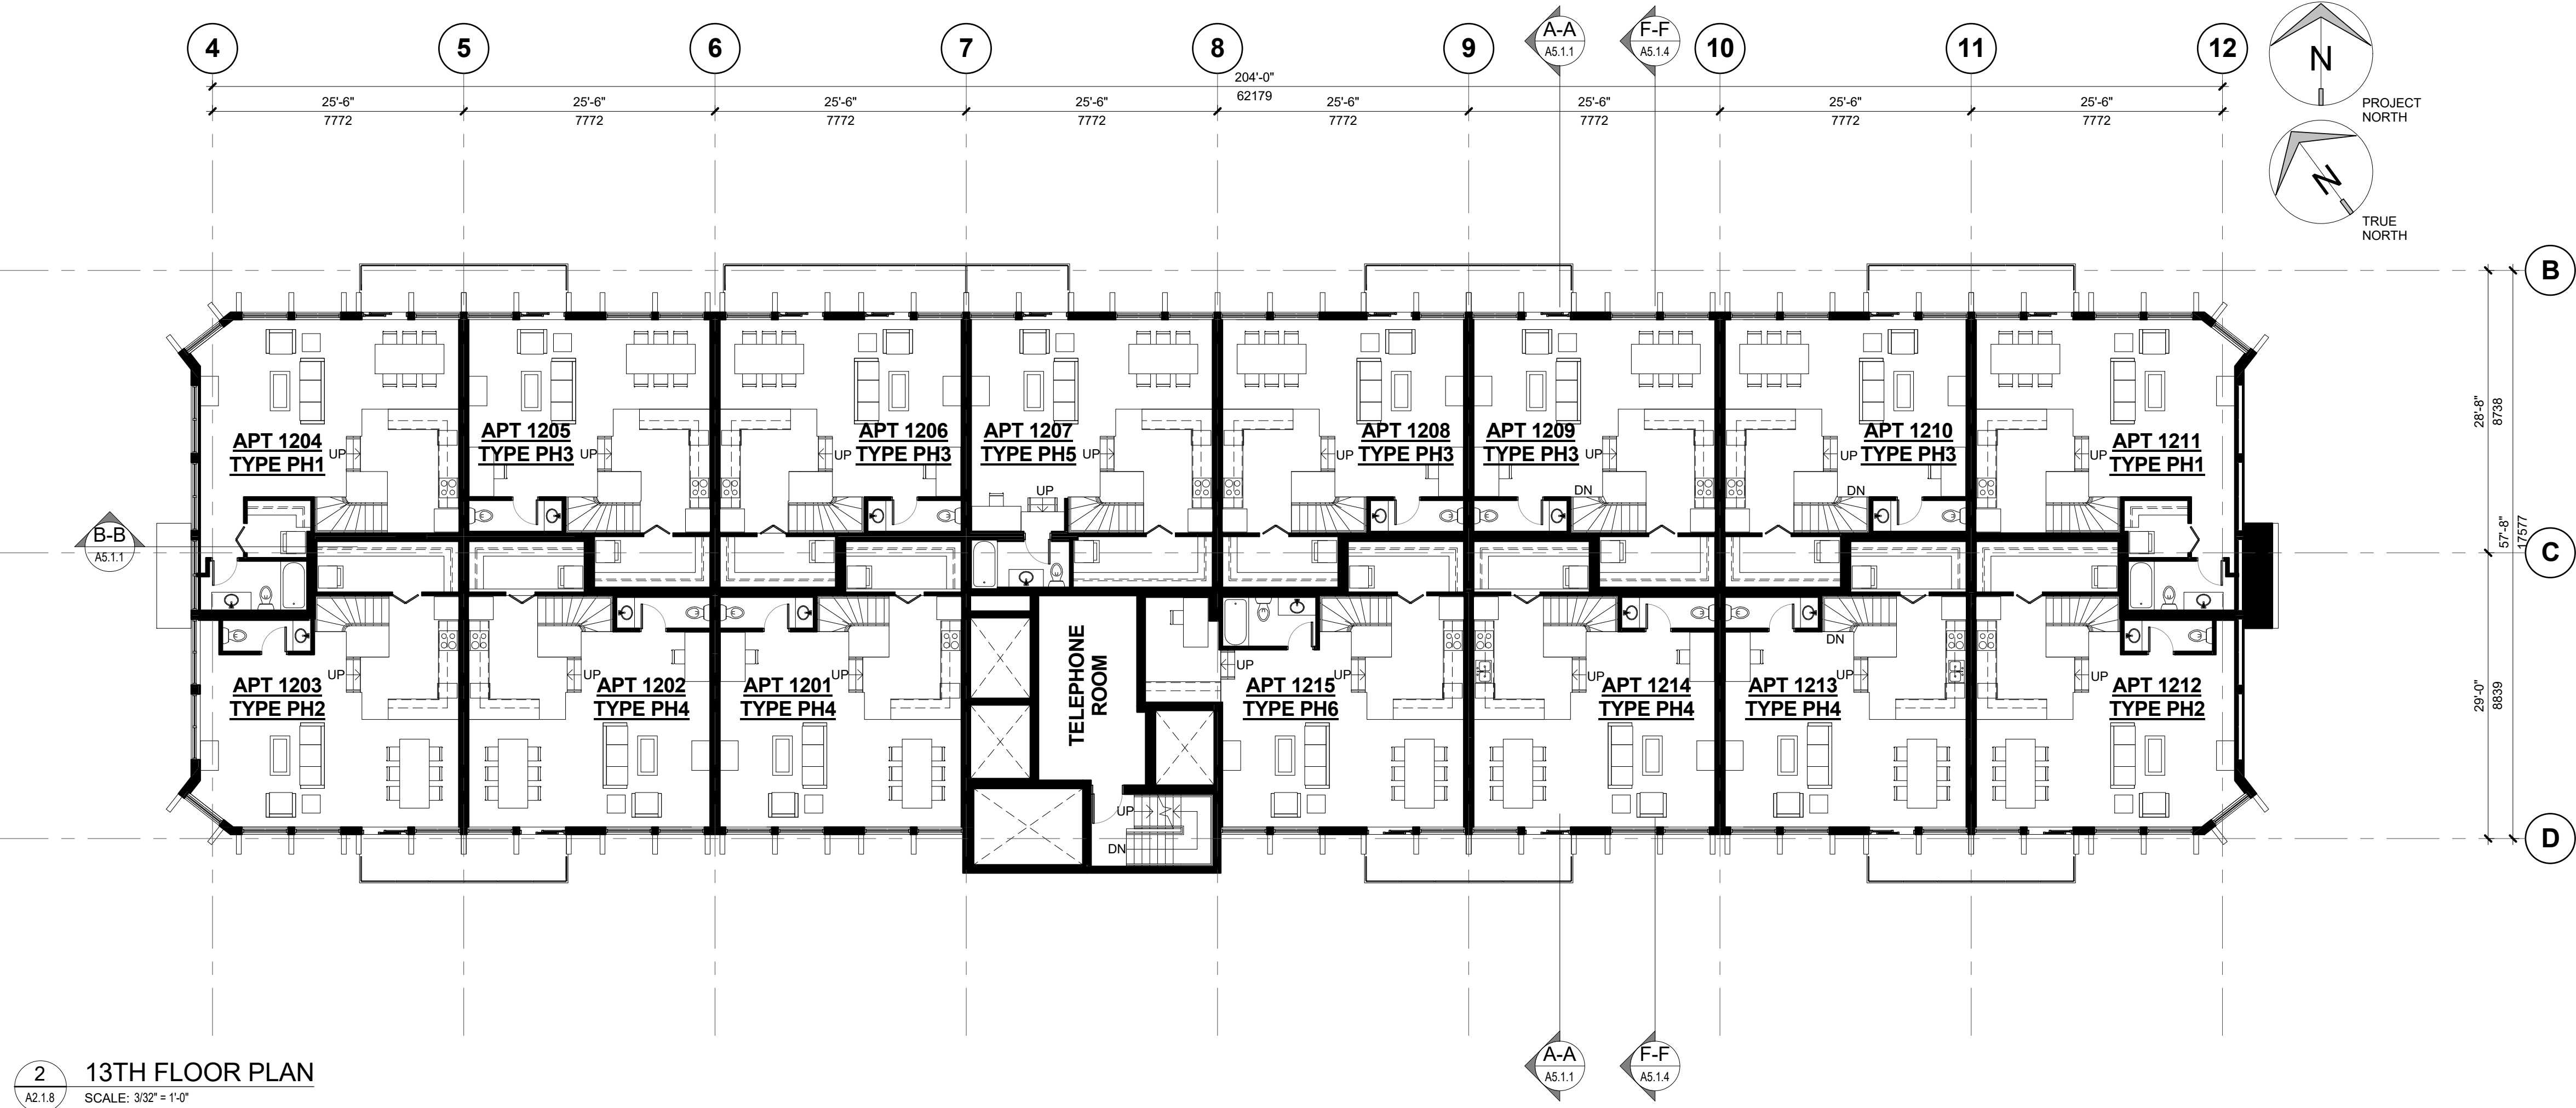 4
5
6
7
8
9
A-A
A5.1.1
F-F
A5.1.4
10
11
12
N
PROJECT
NORTH
N
TRUE
NORTH
204'-0"
62179
25'-6"
25'-6"
25'-6"
25'-6"
25'-6"
25'-6"
25'-6"
25'-6"
7772
7772
7772
7772
7772
7772
7772
7772
B
C
D
28'-8"
8738
57'-8"
17577
29'-0"
8839
B-B
A5.1.1
APT 1204
TYPE PH1
UP
APT 1205
TYPE PH3
UP
APT 1206
TYPE PH3
UP
APT 1207
TYPE PH5
UP
UP
APT 1208
TYPE PH3
UP
APT 1209
TYPE PH3
UP
DN
APT 1210
TYPE PH3
UP
DN
APT 1211
TYPE PH1
UP
APT 1203
TYPE PH2
UP
APT 1202
TYPE PH4
UP
APT 1201
TYPE PH4
UP
TELEPHONE
ROOM
UP
DN
UP
APT 1215
TYPE PH6
UP
APT 1214
TYPE PH4
UP
APT 1213
TYPE PH4
UP
DN
APT 1212
TYPE PH2
UP
A-A
A5.1.1
F-F
A5.1.4
2
A2.1.8
13TH FLOOR PLAN
SCALE: 3/32" = 1'-0"